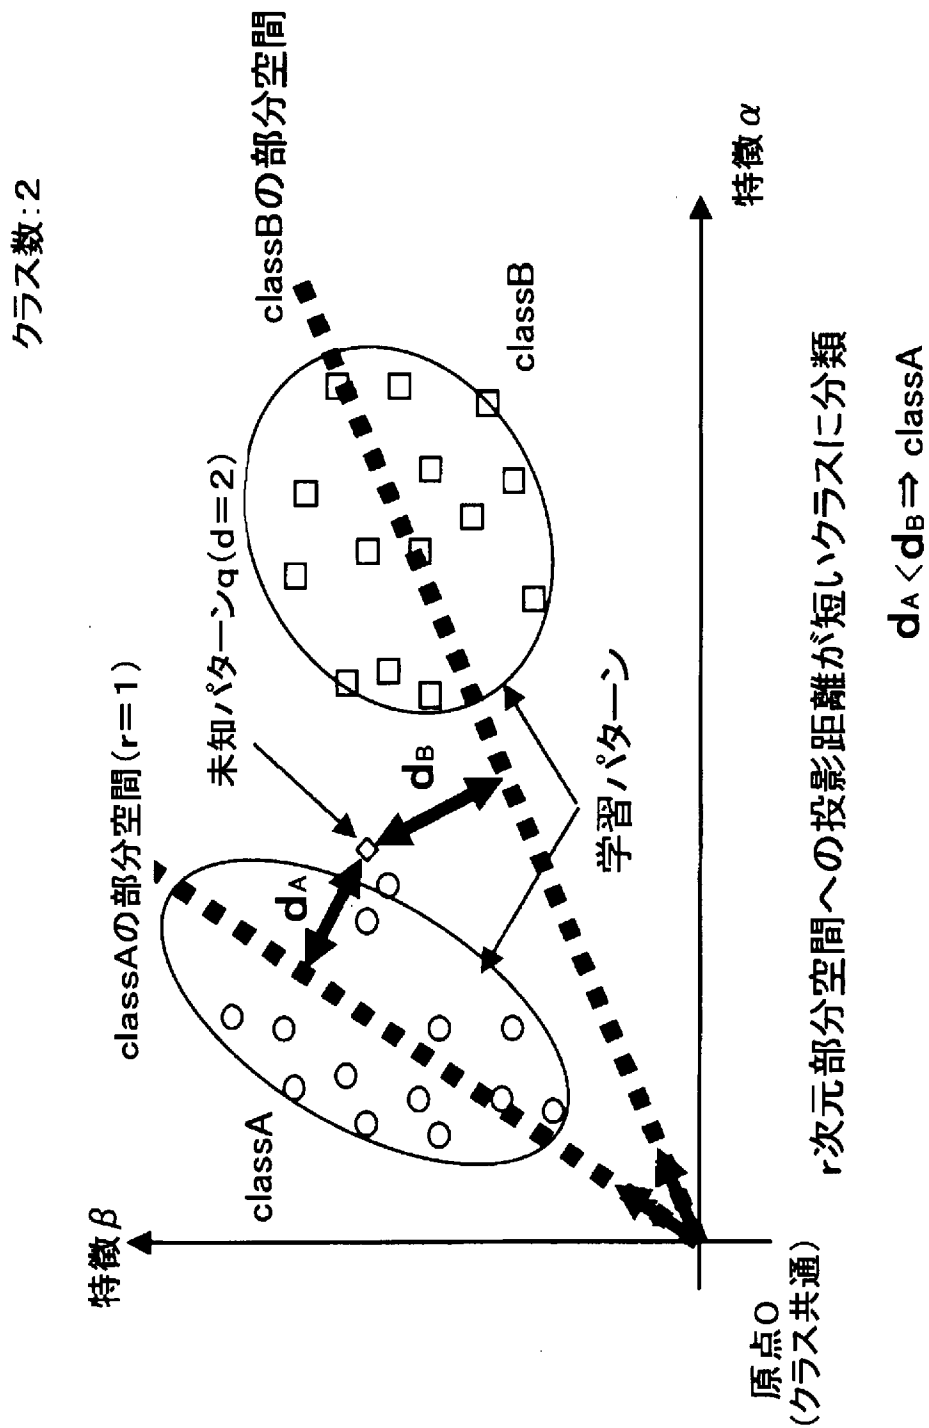 クラス数:2
特徴β
classAの部分空間(r=1)
未知パターンq(d=2)
classBの部分空間
classA
dA
dB
classB
学習パターン
特徴α
原点O
(クラス共通)
r次元部分空間への投影距離が短いクラスに分類
dA<dB⇒classA